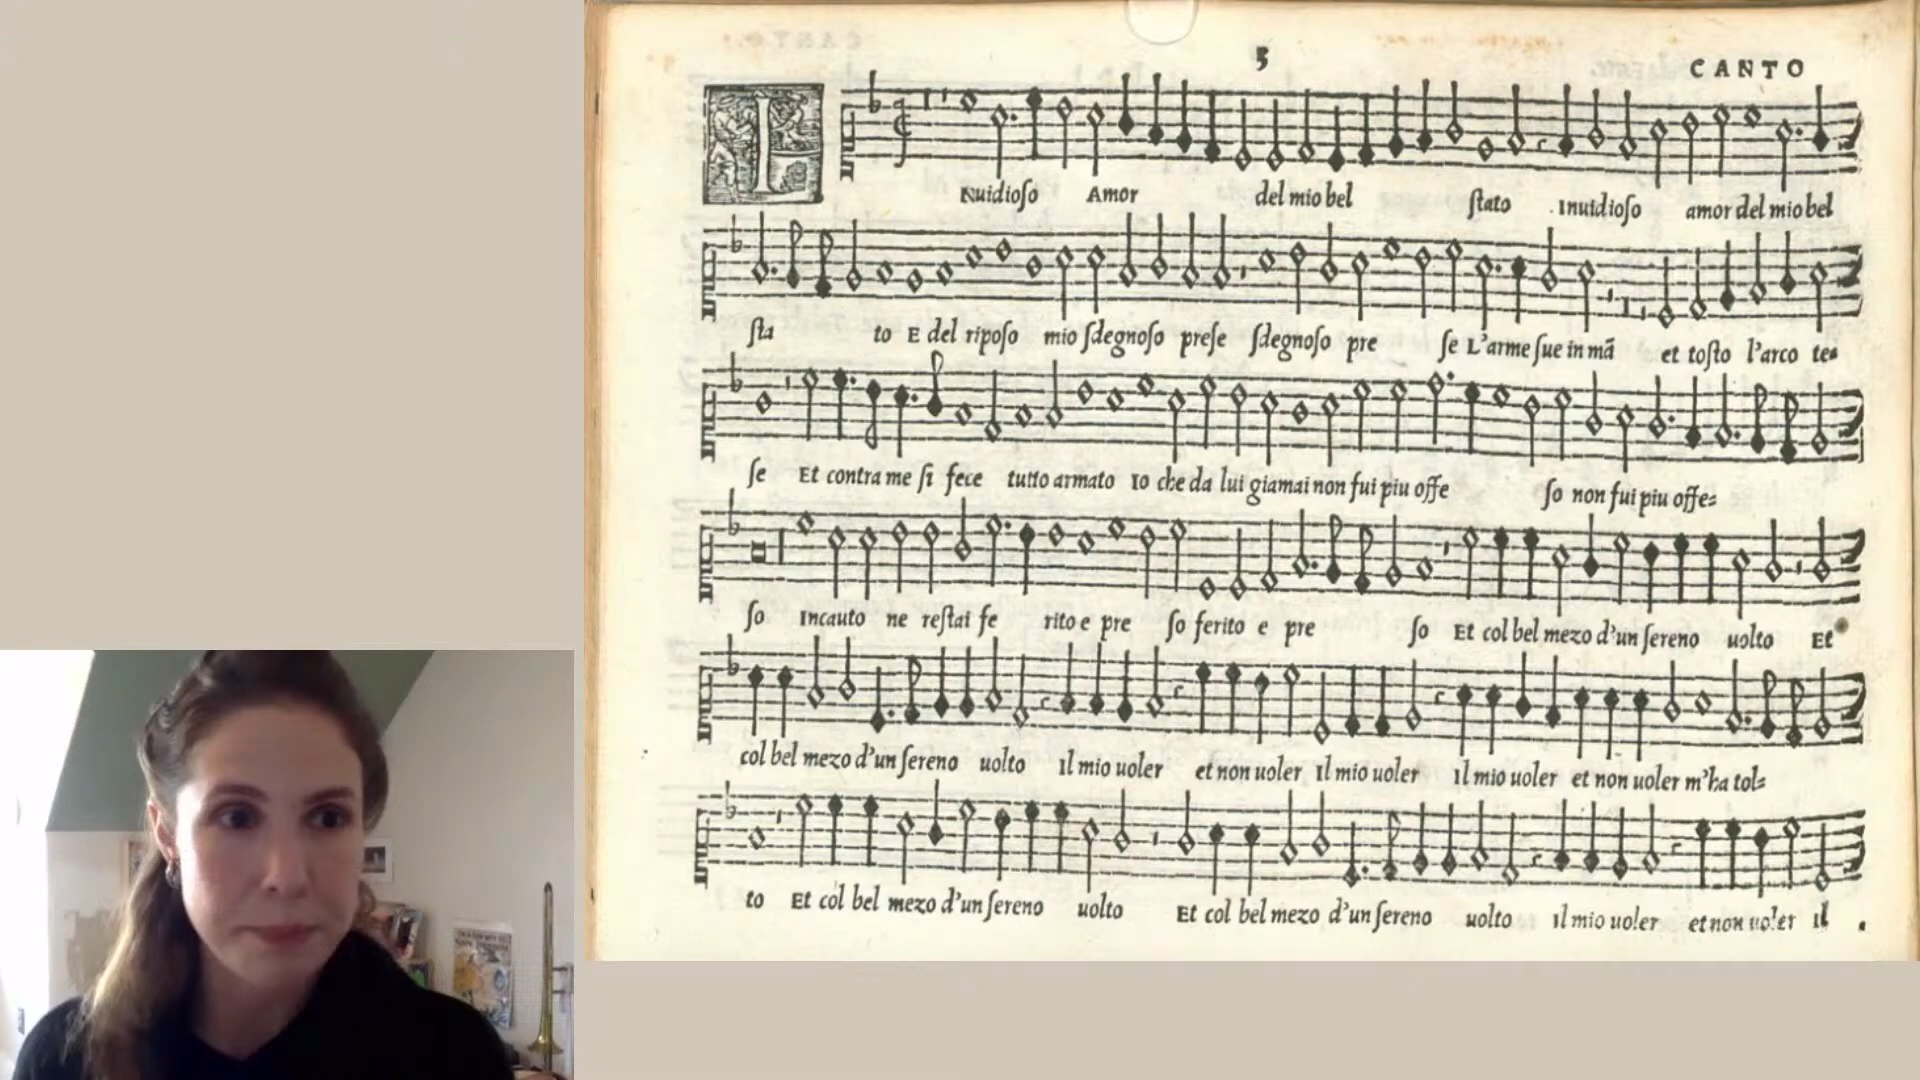 5
CANTO
INuidioſo Amor del mio bel ſtato Inuidioſo amor del mio bel
ſta to E del ripoſo mio ſdegnoſo preſe ſdegnoſo pre ſe L'arme ſue in mã et toſto l'arco te=
ſe Et contra me ſi fece tutto armato Io che da lui giamai non fui piu offe ſo non fui piu offe=
ſo Incauto ne reſtai fe rito e pre ſo ferito e pre ſo Et col bel mezo d'un ſereno uolto Et
col bel mezo d'un ſereno uolto Il mio uoler et non uoler Il mio uoler Il mio uoler et non uoler m'ha tol=
to Et col bel mezo d'un ſereno uolto Et col bel mezo d'un ſereno uolto Il mio uoler et non uoler Il